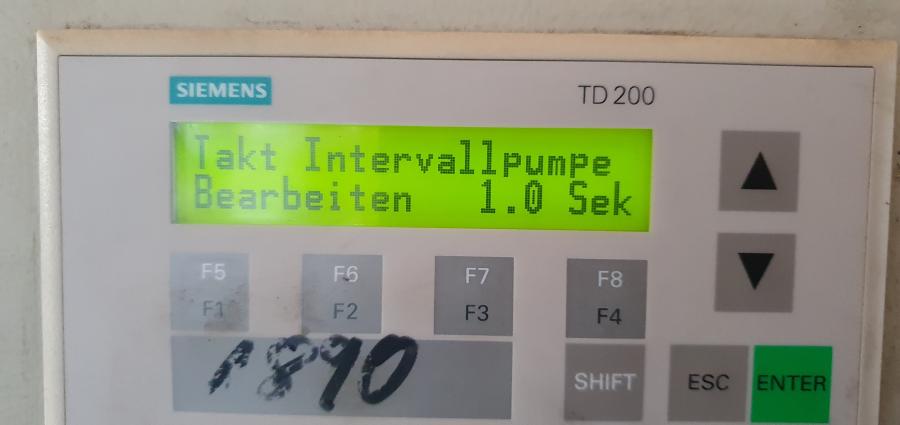 SIEMENS
TD 200
Takt Intervallpumpe
Bearbeiten 1.0 Sek
F5 F6 F7 F8
F1 F2 F3 F4
1890
SHIFT ESC ENTER